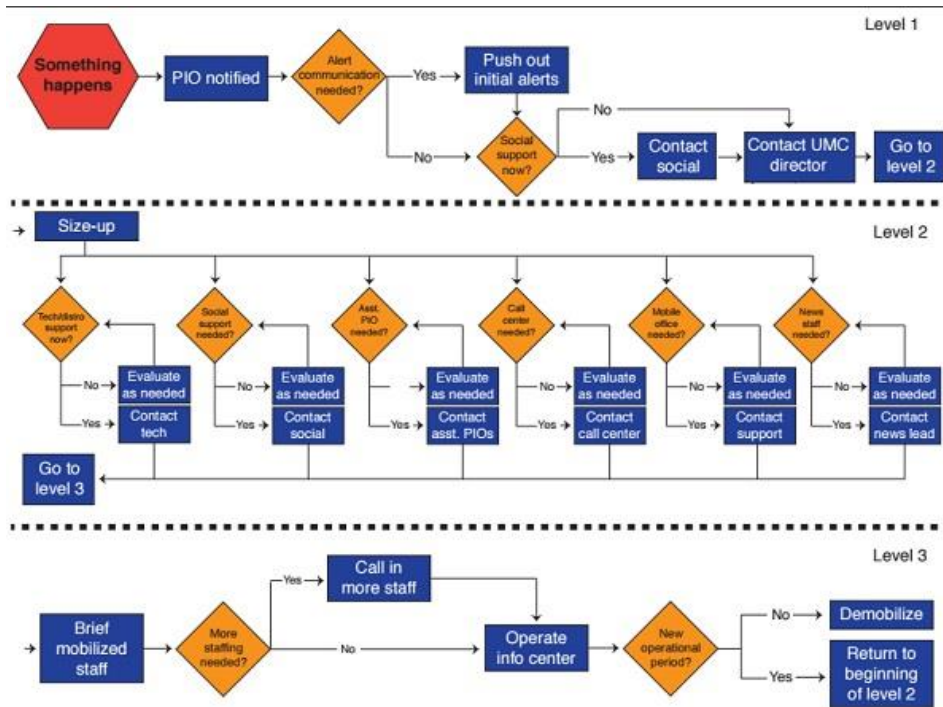 Level 1
Something
happens
PIO notified
Alert
communication
needed?
Yes
Push out
initial alerts
No
Social
support
now?
No
Yes
Contact
social
Contact UMC
director
Go to
level 2
Level 2
Size-up
Tech/distro
support
now?
No
Evaluate
as needed
Yes
Contact
tech
Social
support
needed?
No
Evaluate
as needed
Yes
Contact
social
Asst.
PIO
needed?
Evaluate
as needed
Yes
Contact
asst. PIOs
Call
center
needed?
No
Evaluate
as needed
Yes
Contact
call center
Mobile
office
needed?
No
Evaluate
as needed
Yes
Contact
support
News
staff
needed?
No
Evaluate
as needed
Yes
Contact
news lead
Go to
level 3
Level 3
Brief
mobilized
staff
More
staffing
needed?
Yes
Call in
more staff
No
Operate
info center
New
operational
period?
No
Demobilize
Yes
Return to
beginning
of level 2